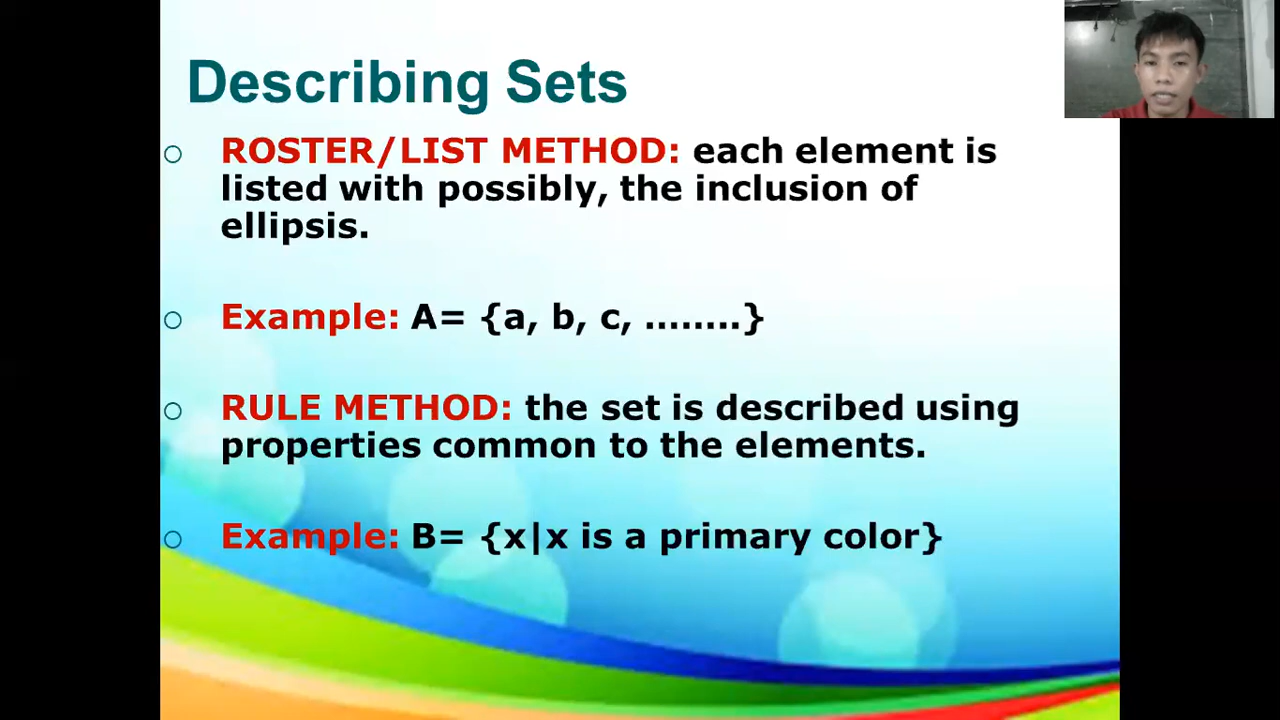 Describing Sets
ROSTER/LIST METHOD: each element is
listed with possibly, the inclusion of
ellipsis.
Example: A= {a, b, c, ........}
RULE METHOD: the set is described using
properties common to the elements.
Example: B= {x|x is a primary color}